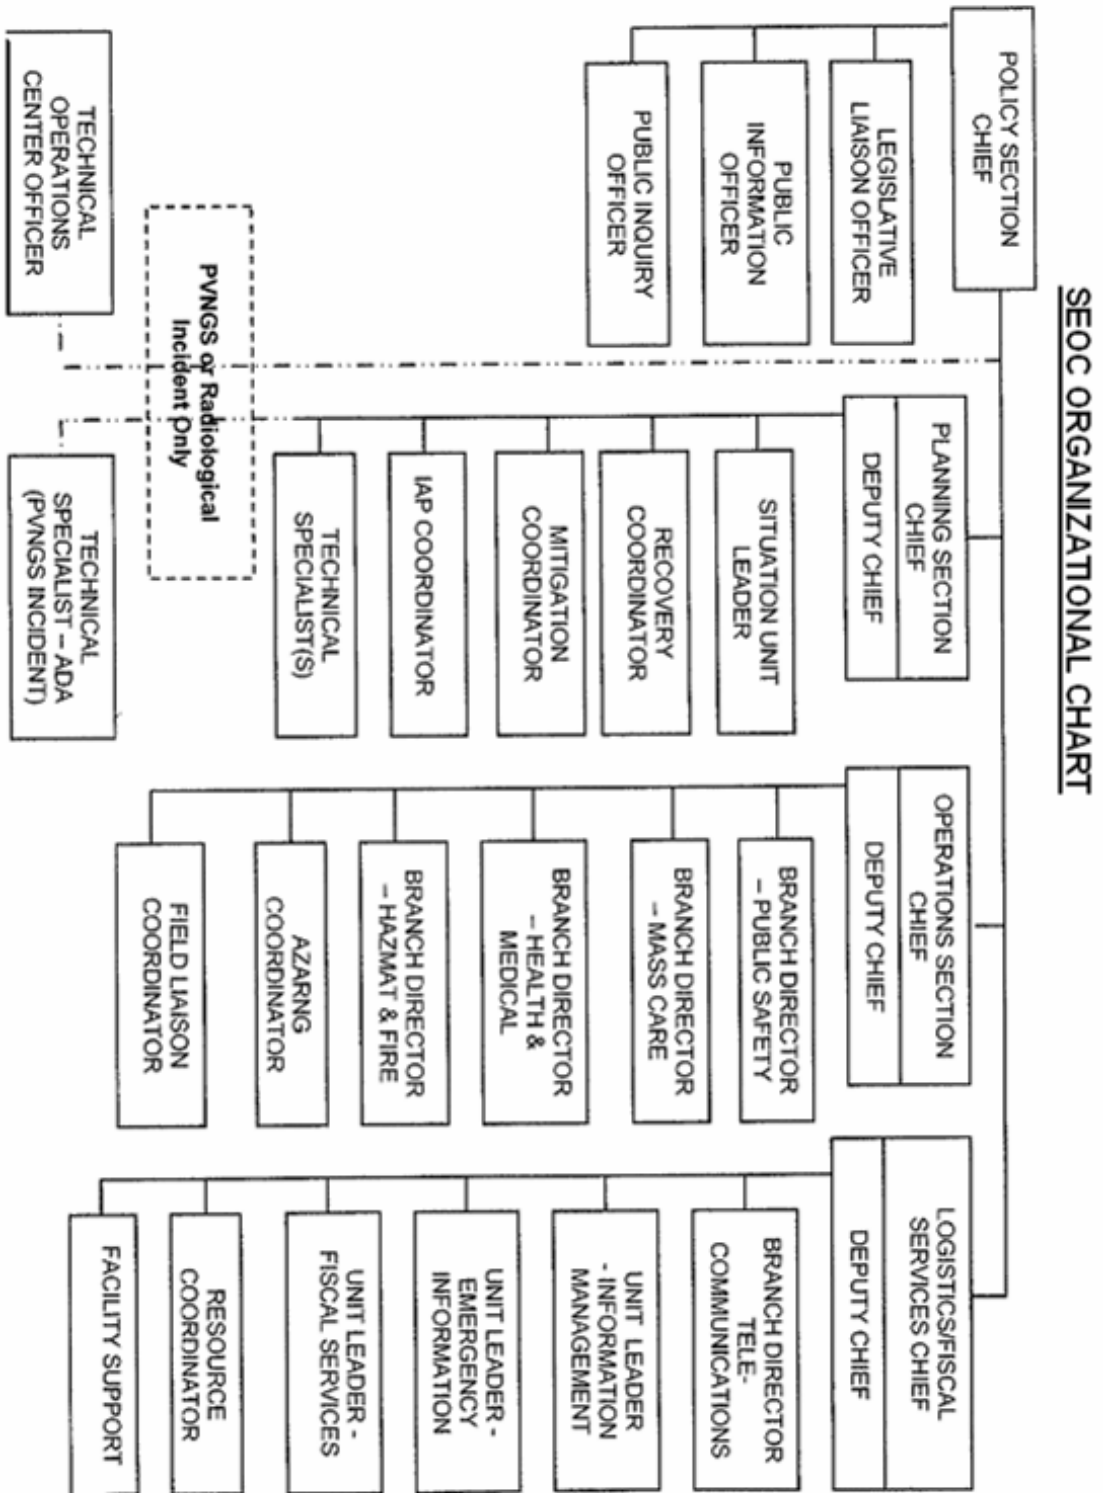 SEOC ORGANIZATIONAL CHART
POLICY SECTION
CHIEF
LEGISLATIVE
LIAISON OFFICER
PUBLIC
INFORMATION
OFFICER
PUBLIC INQUIRY
OFFICER
TECHNICAL
OPERATIONS
CENTER OFFICER
PVNGS or Radiological
Incident Only
PLANNING SECTION
CHIEF
DEPUTY CHIEF
SITUATION UNIT
LEADER
RECOVERY
COORDINATOR
MITIGATION
COORDINATOR
IAP COORDINATOR
TECHNICAL
SPECIALIST(S)
TECHNICAL
SPECIALIST -- ADA
(PVNGS INCIDENT)
OPERATIONS SECTION
CHIEF
DEPUTY CHIEF
BRANCH DIRECTOR
– PUBLIC SAFETY
BRANCH DIRECTOR
– MASS CARE
BRANCH DIRECTOR
– HEALTH &
MEDICAL
BRANCH DIRECTOR
– HAZMAT & FIRE
AZARNG
COORDINATOR
FIELD LIAISON
COORDINATOR
LOGISTICS/FISCAL
SERVICES CHIEF
DEPUTY CHIEF
BRANCH DIRECTOR
TELE-
COMMUNICATIONS
UNIT LEADER
- INFORMATION
MANAGEMENT
UNIT LEADER -
EMERGENCY
INFORMATION
UNIT LEADER -
FISCAL SERVICES
RESOURCE
COORDINATOR
FACILITY SUPPORT